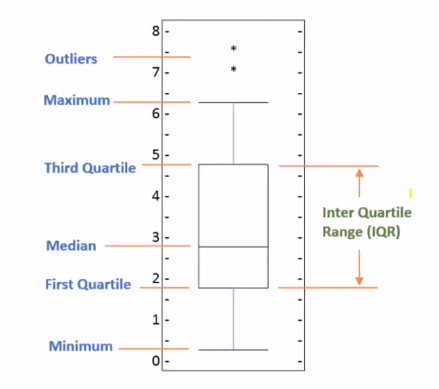 8
Outliers
7
Maximum
6
5
Third Quartile
4
Inter Quartile
Range (IQR)
3
Median
2
First Quartile
1
Minimum
0